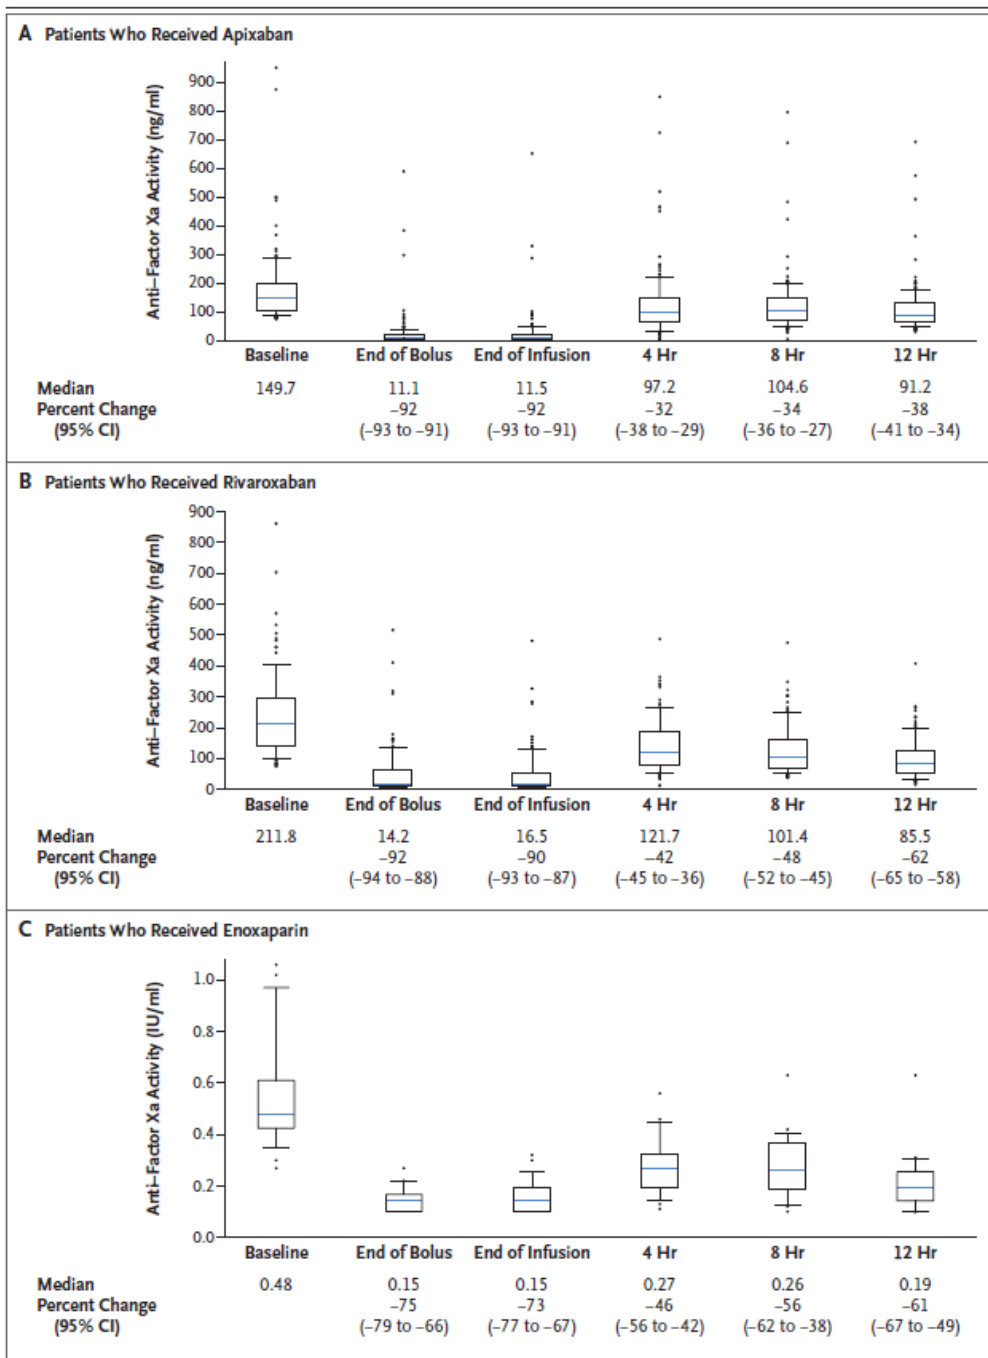 A Patients Who Received Apixaban
Anti–Factor Xa Activity (ng/ml)
900
800
700
600
500
400
300
200
100
0
Baseline End of Bolus End of Infusion 4 Hr 8 Hr 12 Hr
Median 149.7 11.1 11.5 97.2 104.6 91.2
Percent Change –92 –92 –32 –34 –38
(95% CI) (–93 to –91) (–93 to –91) (–38 to –29) (–36 to –27) (–41 to –34)
B Patients Who Received Rivaroxaban
Anti–Factor Xa Activity (ng/ml)
900
800
700
600
500
400
300
200
100
0
Baseline End of Bolus End of Infusion 4 Hr 8 Hr 12 Hr
Median 211.8 14.2 16.5 121.7 101.4 85.5
Percent Change –92 –90 –42 –48 –62
(95% CI) (–94 to –88) (–93 to –87) (–45 to –36) (–52 to –45) (–65 to –58)
C Patients Who Received Enoxaparin
Anti–Factor Xa Activity (IU/ml)
1.0
0.8
0.6
0.4
0.2
0.0
Baseline End of Bolus End of Infusion 4 Hr 8 Hr 12 Hr
Median 0.48 0.15 0.15 0.27 0.26 0.19
Percent Change –75 –73 –46 –56 –61
(95% CI) (–79 to –66) (–77 to –67) (–56 to –42) (–62 to –38) (–67 to –49)